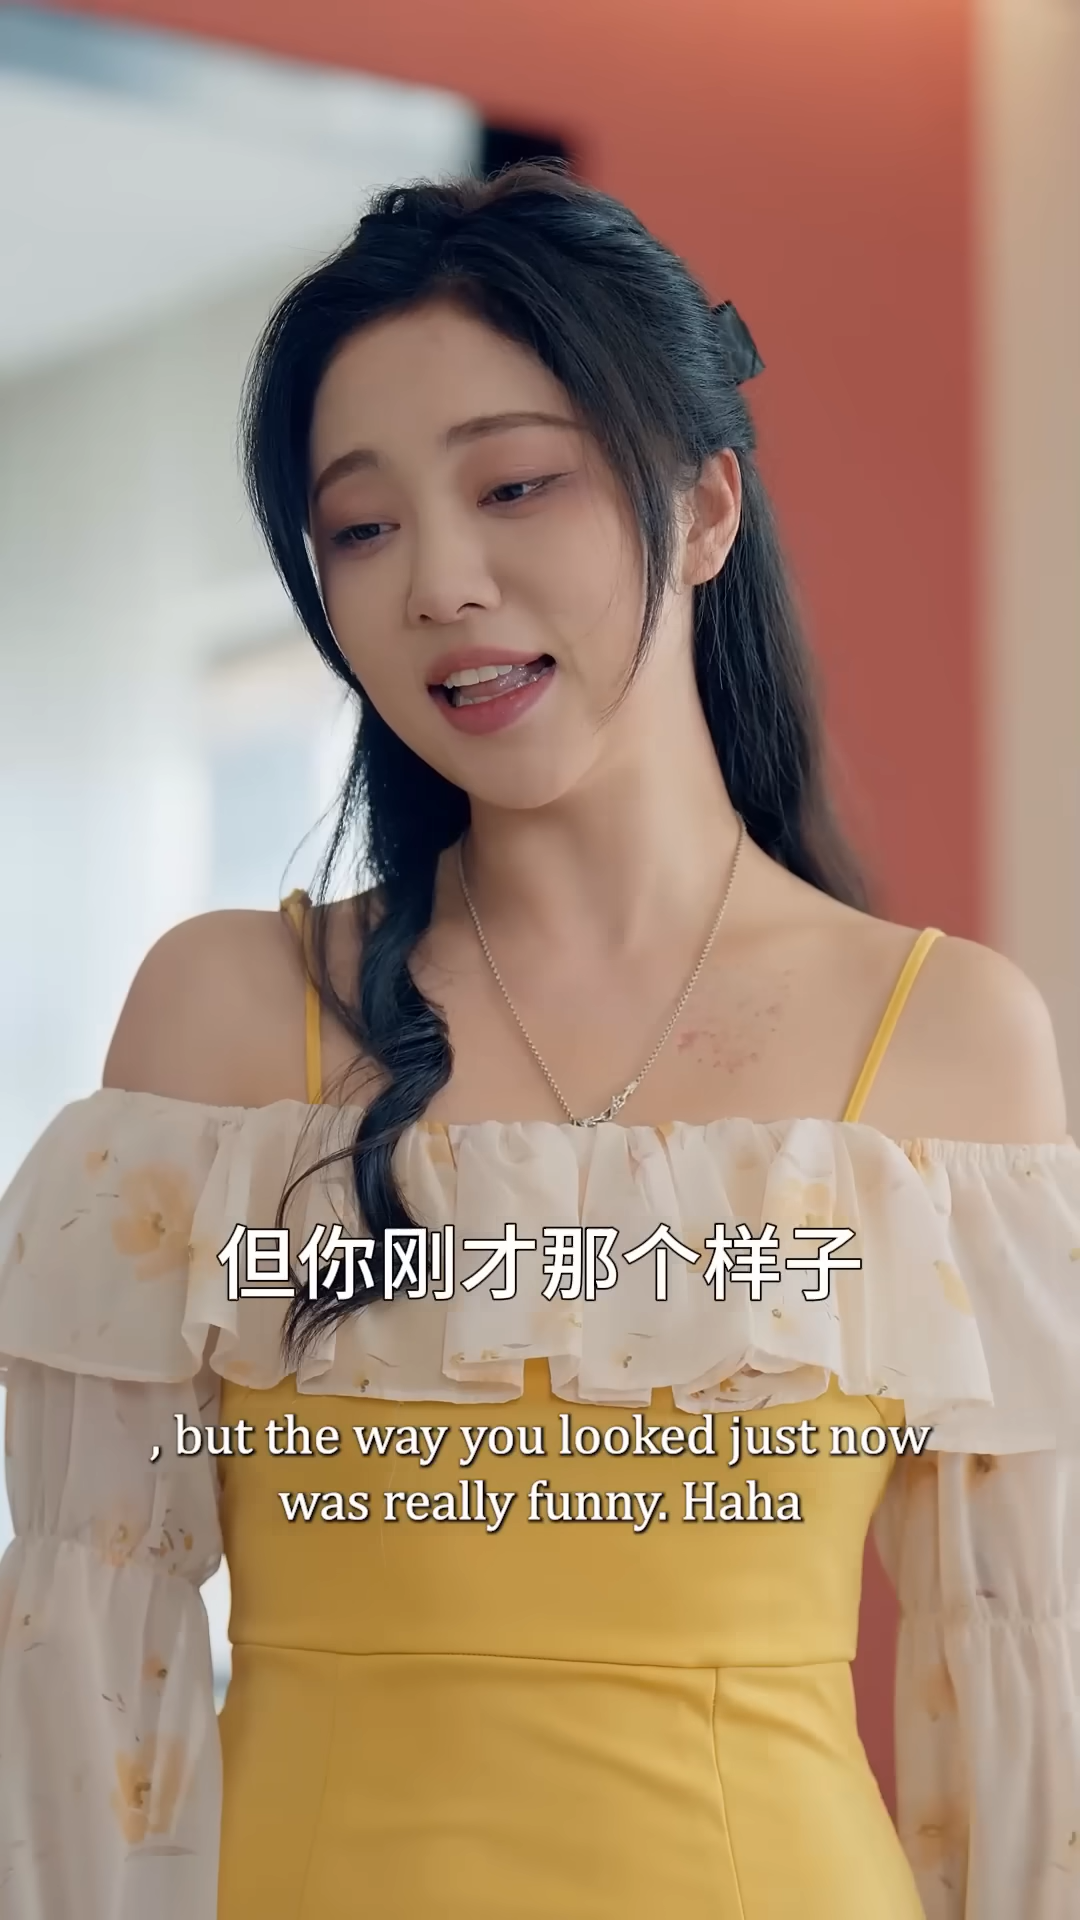 但你刚才那个样子
, but the way you looked just now
was really funny. Haha